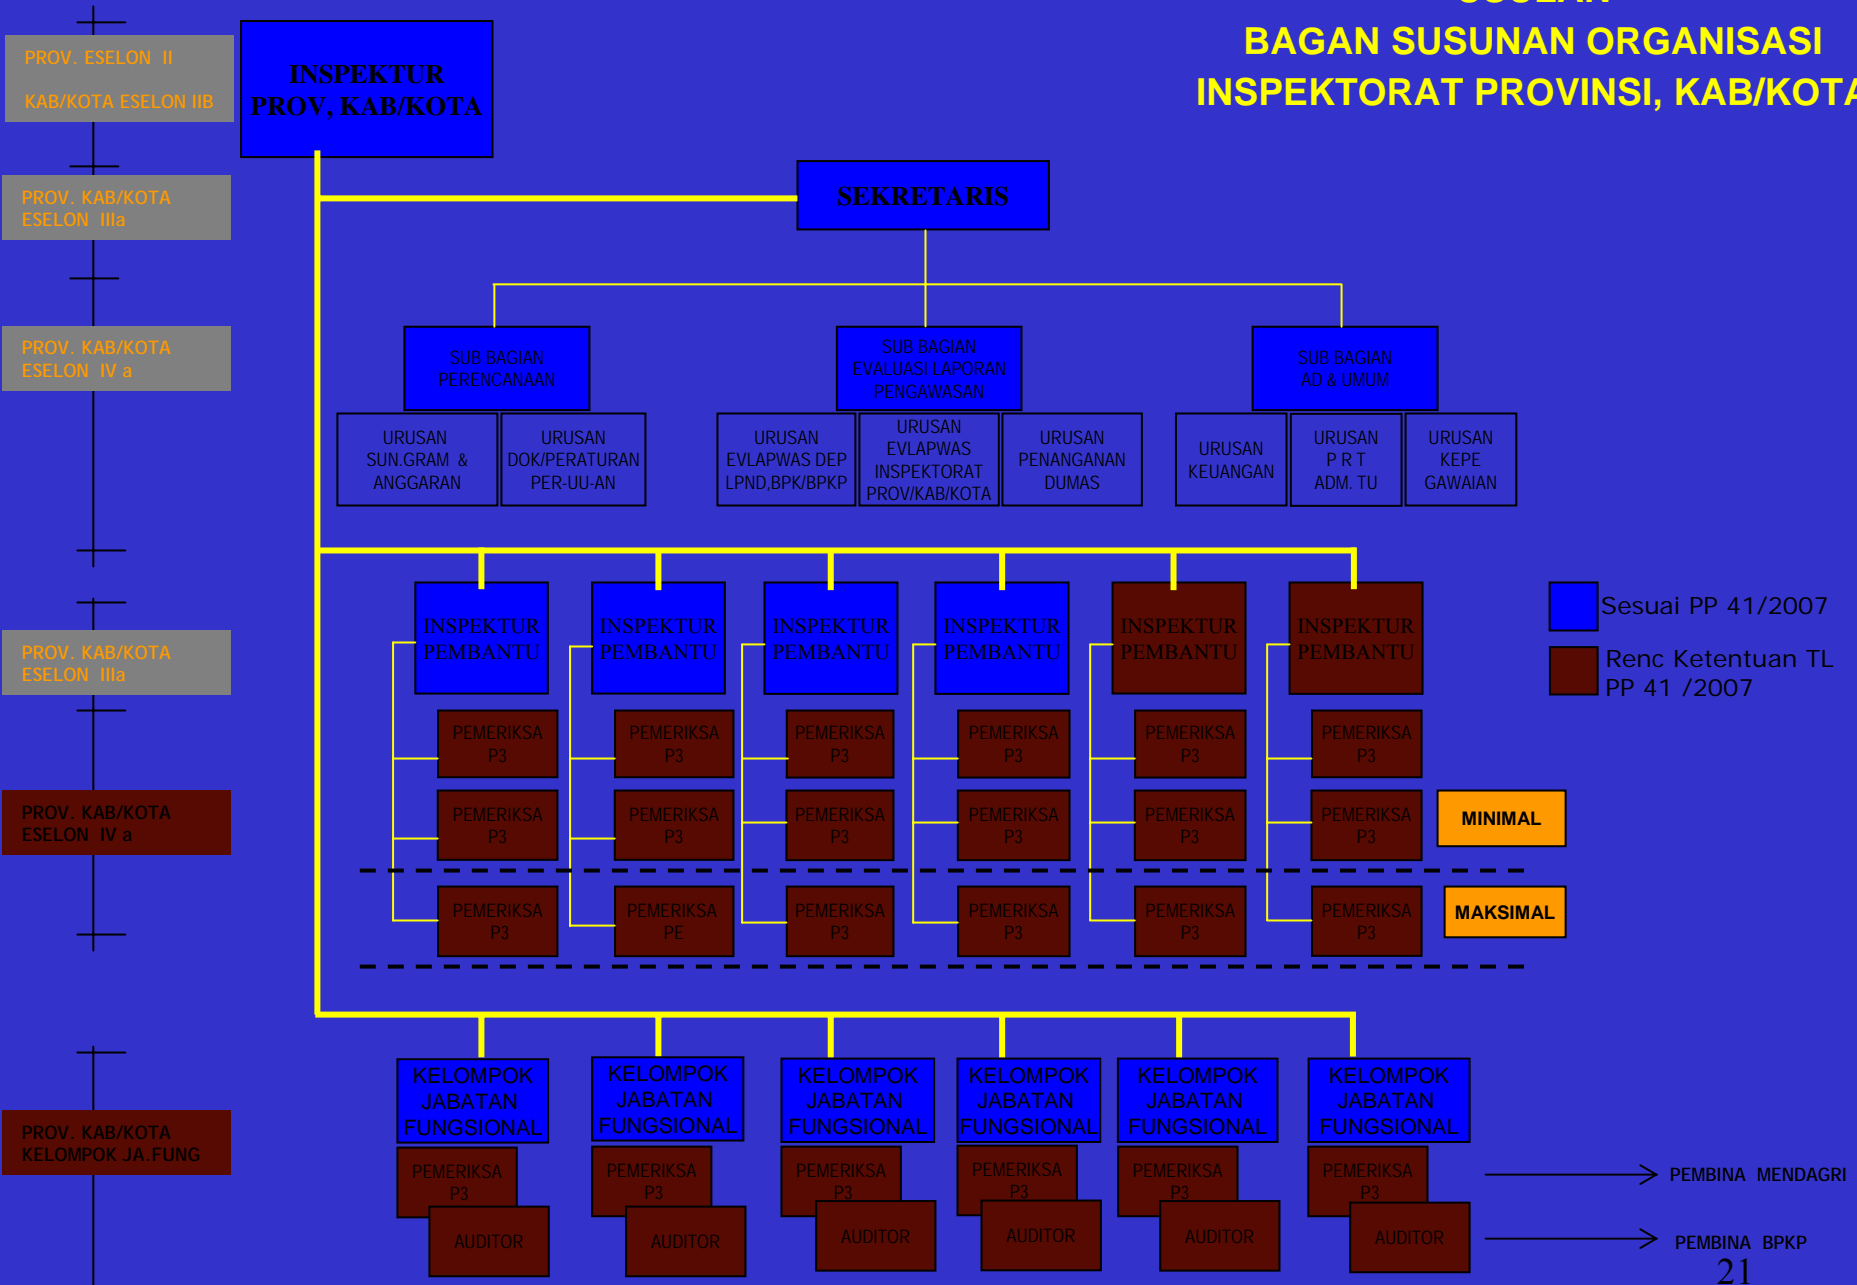 USULAN
BAGAN SUSUNAN ORGANISASI
INSPEKTORAT PROVINSI, KAB/KOTA
PROV. ESELON II
KAB/KOTA ESELON IIB
INSPEKTUR
PROV, KAB/KOTA
PROV. KAB/KOTA
ESELON IIIa
SEKRETARIS
PROV. KAB/KOTA
ESELON IV a
SUB BAGIAN
PERENCANAAN
SUB BAGIAN
EVALUASI LAPORAN
PENGAWASAN
SUB BAGIAN
AD & UMUM
URUSAN
SUN.GRAM &
ANGGARAN
URUSAN
DOK/PERATURAN
PER-UU-AN
URUSAN
EVLAPWAS DEP
LPND,BPK/BPKP
URUSAN
EVLAPWAS
INSPEKTORAT
PROV/KAB/KOTA
URUSAN
PENANGANAN
DUMAS
URUSAN
KEUANGAN
URUSAN
P R T
ADM. TU
URUSAN
KEPE
GAWAIAN
PROV. KAB/KOTA
ESELON IIIa
INSPEKTUR
PEMBANTU
INSPEKTUR
PEMBANTU
INSPEKTUR
PEMBANTU
INSPEKTUR
PEMBANTU
INSPEKTUR
PEMBANTU
INSPEKTUR
PEMBANTU
Sesuai PP 41/2007
Renc Ketentuan TL
PP 41 /2007
PROV. KAB/KOTA
ESELON IV a
PEMERIKSA
P3
PEMERIKSA
P3
PEMERIKSA
P3
PEMERIKSA
P3
PEMERIKSA
P3
PEMERIKSA
P3
PEMERIKSA
P3
PEMERIKSA
P3
PEMERIKSA
P3
PEMERIKSA
P3
PEMERIKSA
P3
PEMERIKSA
P3
MINIMAL
PEMERIKSA
P3
PEMERIKSA
PE
PEMERIKSA
P3
PEMERIKSA
P3
PEMERIKSA
P3
PEMERIKSA
P3
MAKSIMAL
PROV. KAB/KOTA
KELOMPOK JA.FUNG
KELOMPOK
JABATAN
FUNGSIONAL
KELOMPOK
JABATAN
FUNGSIONAL
KELOMPOK
JABATAN
FUNGSIONAL
KELOMPOK
JABATAN
FUNGSIONAL
KELOMPOK
JABATAN
FUNGSIONAL
KELOMPOK
JABATAN
FUNGSIONAL
PEMERIKSA
P3
PEMERIKSA
P3
PEMERIKSA
P3
PEMERIKSA
P3
PEMERIKSA
P3
PEMERIKSA
P3
PEMBINA MENDAGRI
AUDITOR
AUDITOR
AUDITOR
AUDITOR
AUDITOR
AUDITOR
PEMBINA BPKP
21